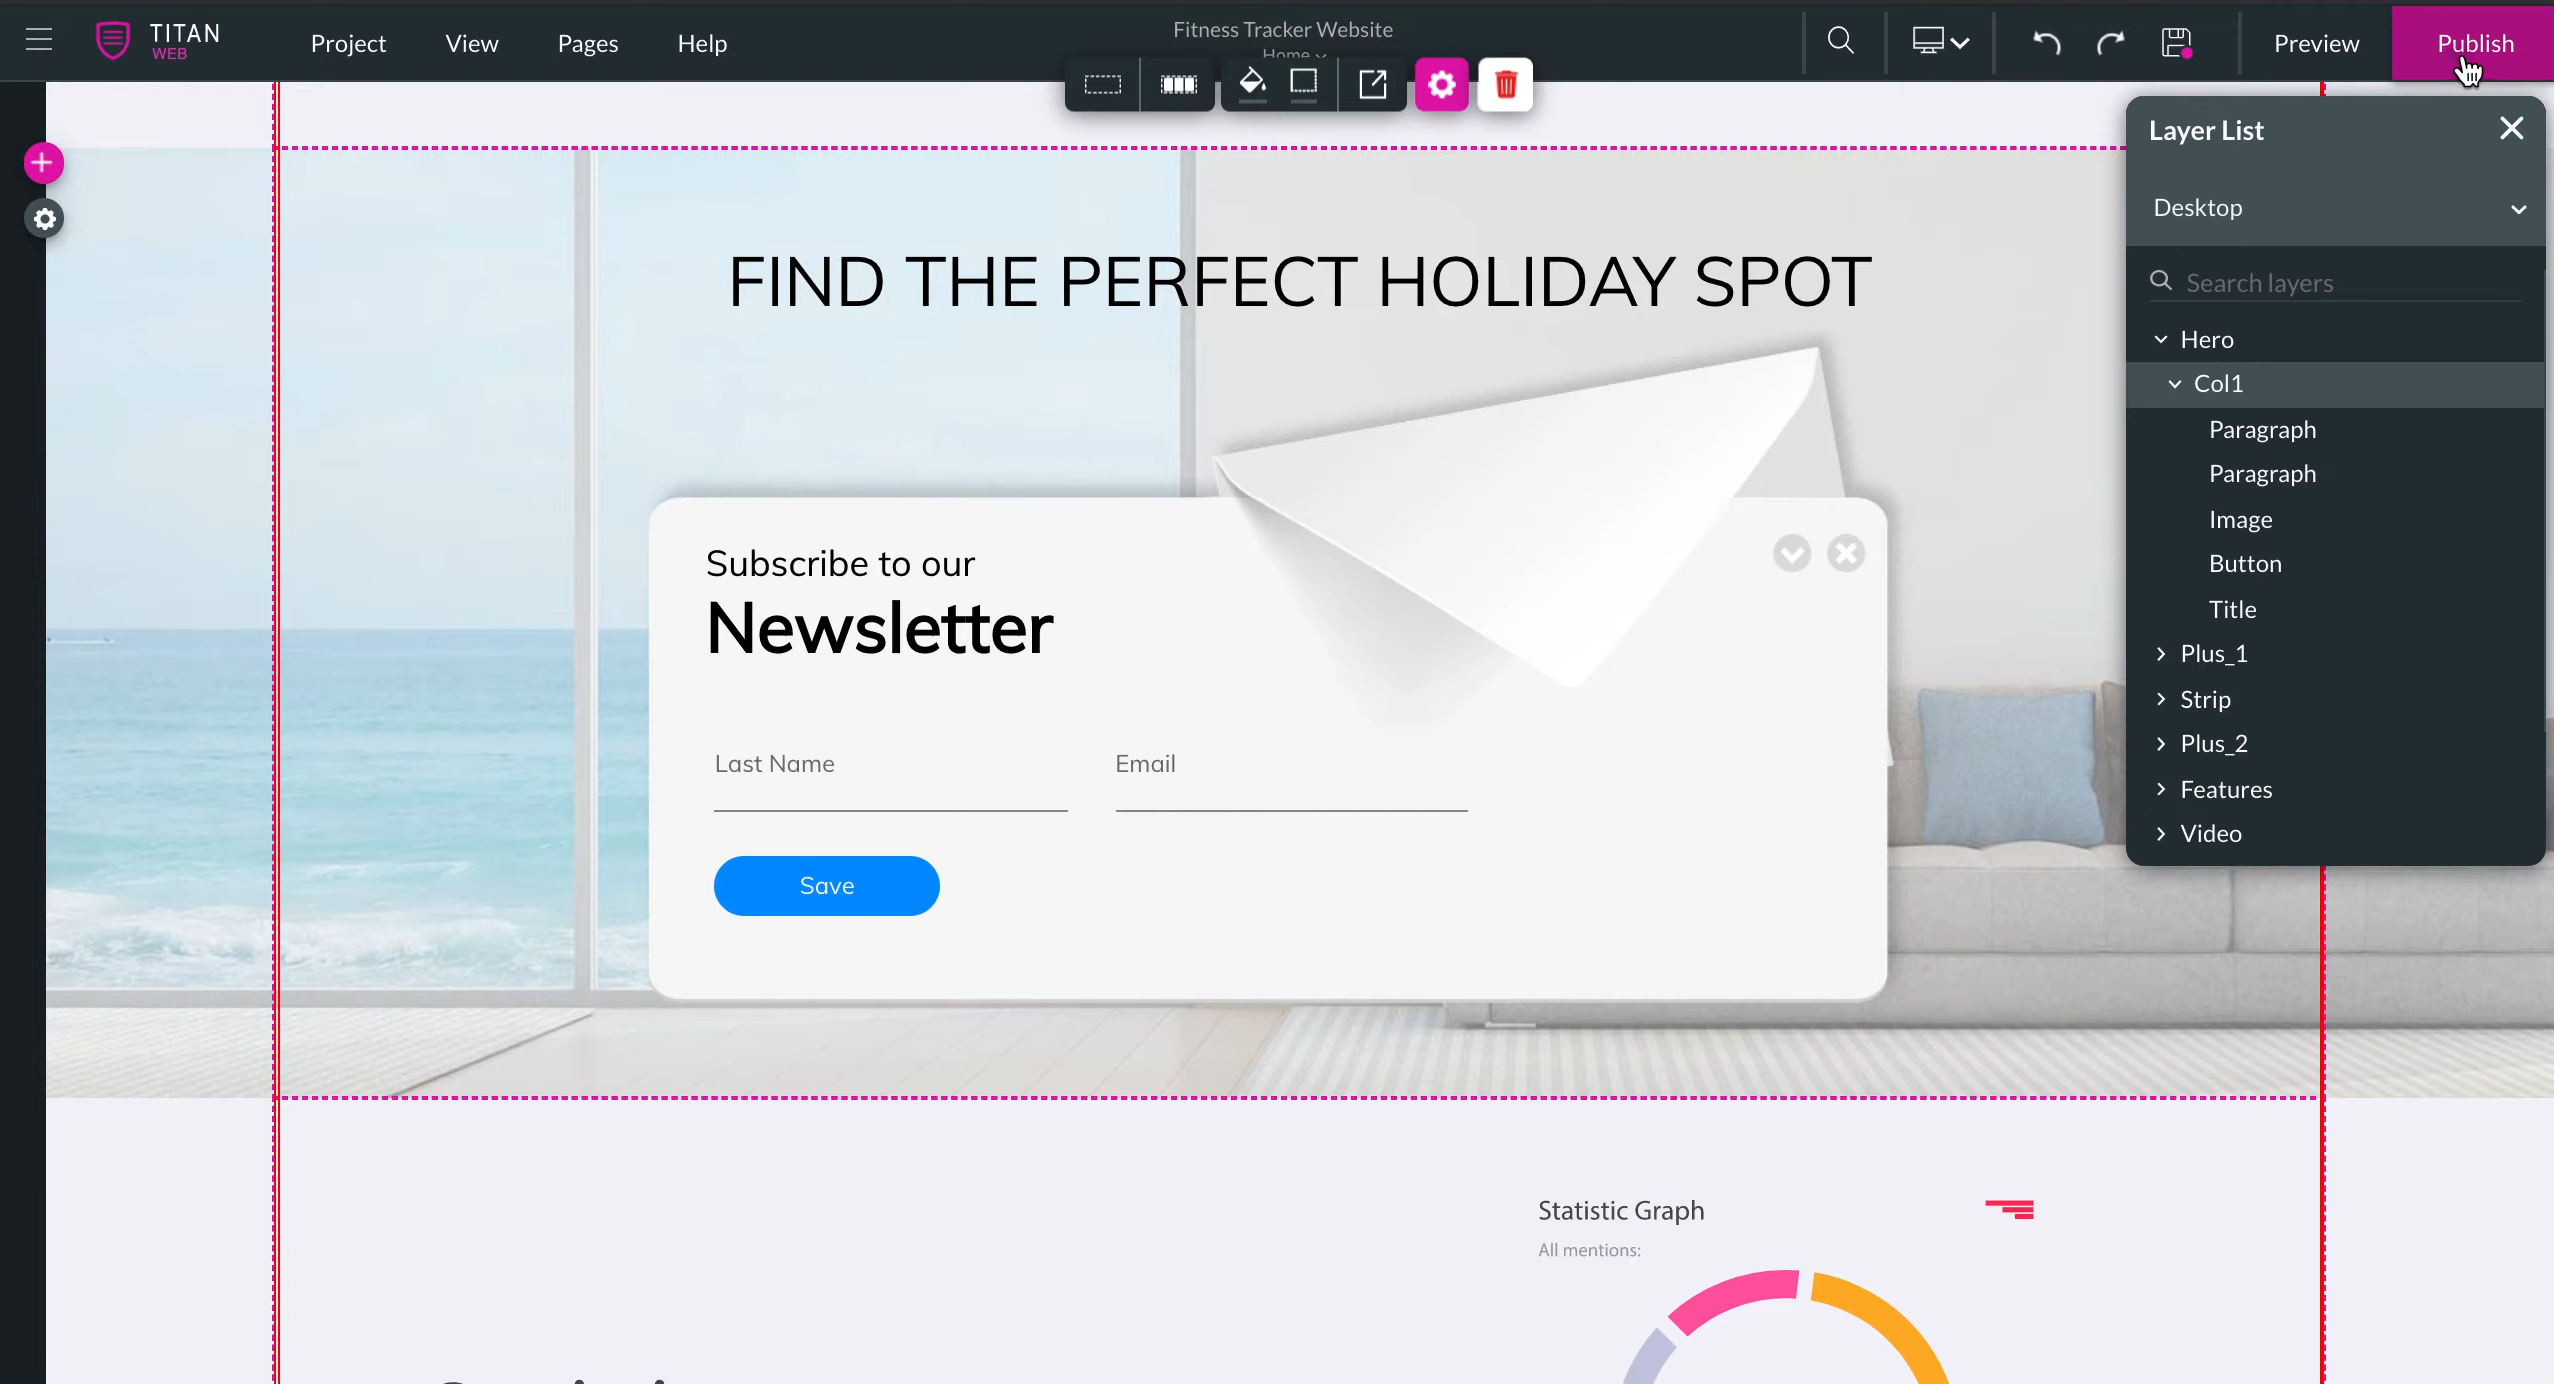 TITAN
WEB
Project
View
Pages
Help
Fitness Tracker Website
Home
Preview
Publish
Layer List
Desktop
Search layers
Hero
Col1
Paragraph
Paragraph
Image
Button
Title
Plus_1
Strip
Plus_2
Features
Video
FIND THE PERFECT HOLIDAY SPOT
Subscribe to our
Newsletter
Last Name
Email
Save
Statistic Graph
All mentions: